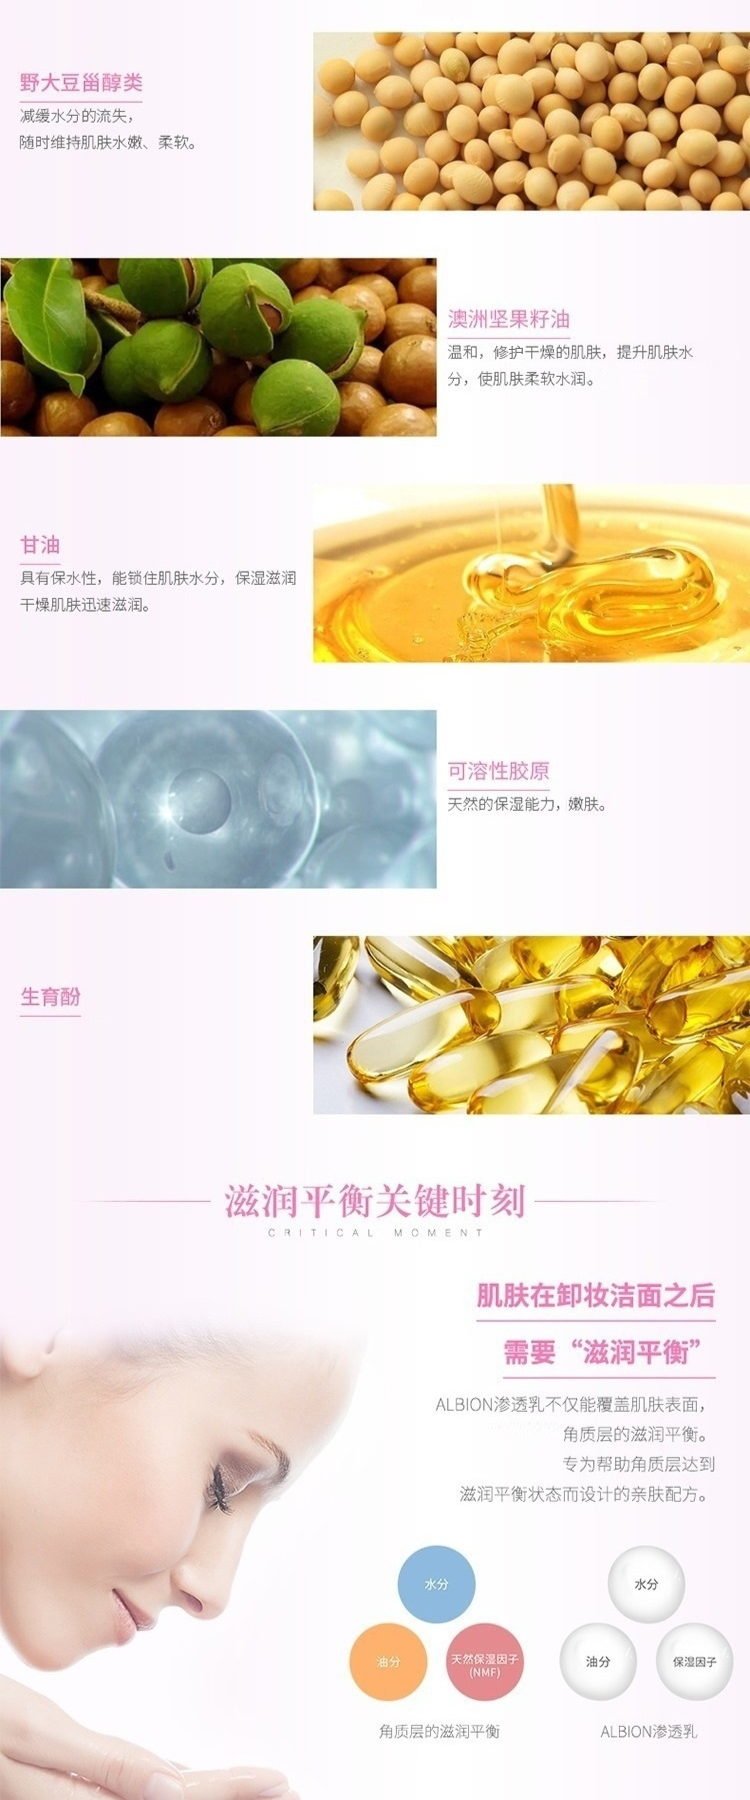 野大豆甾醇类
减缓水分的流失，
随时维持肌肤水嫩、柔软。
澳洲坚果籽油
温和，修护干燥的肌肤，提升肌肤水
分，使肌肤柔软水润。
甘油
具有保水性，能锁住肌肤水分，保湿滋润
干燥肌肤迅速滋润。
可溶性胶原
天然的保湿能力，嫩肤。
生育酚
滋润平衡关键时刻
CRITICAL MOMENT
肌肤在卸妆洁面之后
需要“滋润平衡”
ALBION渗透乳不仅能覆盖肌肤表面，
角质层的滋润平衡。
专为帮助角质层达到
滋润平衡状态而设计的亲肤配方。
水分
油分
天然保湿因子
(NMF)
角质层的滋润平衡
水分
油分
保湿因子
ALBION渗透乳